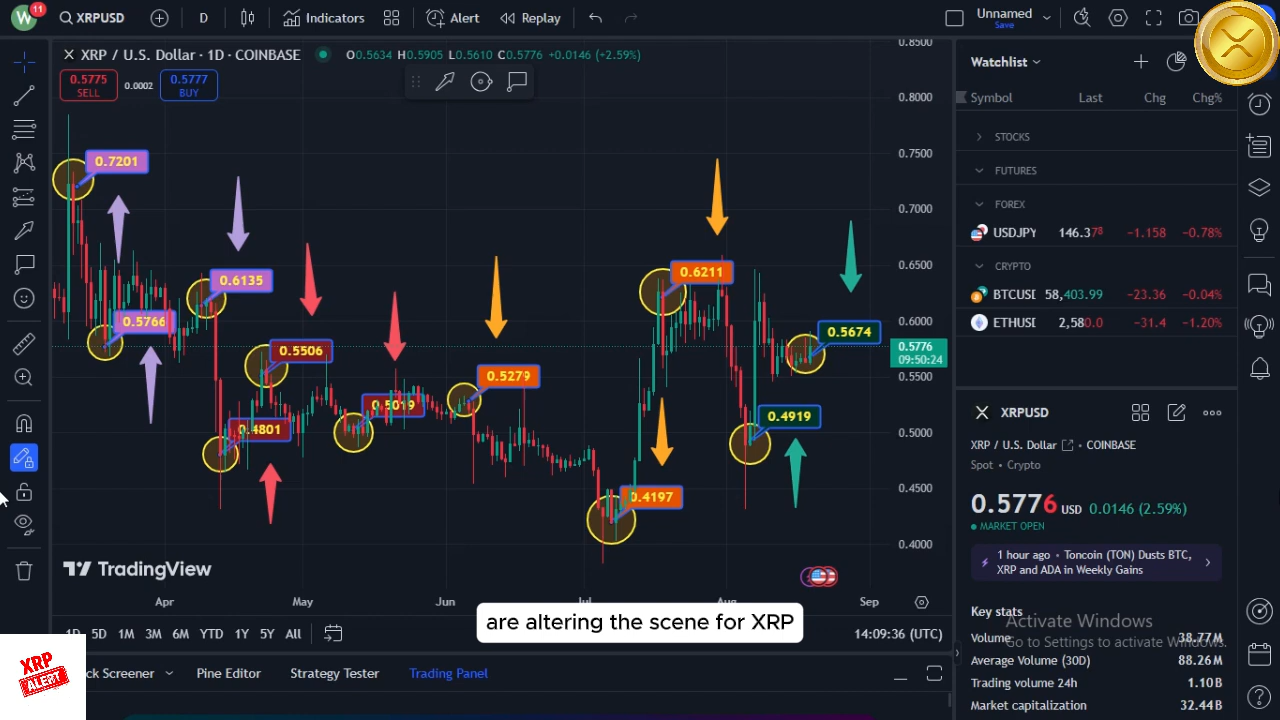 W 11 XRPUSD D Indicators Alert Replay Unnamed
Save
XRP / U.S. Dollar · 1D · COINBASE O0.5634 H0.5905 L0.5610 C0.5776 +0.0146 (+2.59%)
0.5775 0.0002 0.5777
SELL BUY
0.8500
0.8000
0.7500
0.7000
0.6500
0.6000
0.5776
09:50:24
0.5500
0.5000
0.4500
0.4000
0.7201
0.5766
0.6135
0.5506
0.4801
0.5019
0.5279
0.6211
0.4197
0.5674
0.4919
TradingView
Apr May Jun Jul Aug Sep
are altering the scene for XRP
1D 5D 1M 3M 6M YTD 1Y 5Y All 14:09:36 (UTC)
XRP
ALERT
ck Screener Pine Editor Strategy Tester Trading Panel
Watchlist
Symbol Last Chg Chg%
STOCKS
FUTURES
FOREX
USDJPY 146.378 −1.158 −0.78%
CRYPTO
BTCUSI 58,403.99 −23.36 −0.04%
ETHUSI 2,580.0 −31.4 −1.20%
XRPUSD
XRP / U.S. Dollar COINBASE
Spot · Crypto
0.5776 USD 0.0146 (2.59%)
MARKET OPEN
1 hour ago · Toncoin (TON) Dusts BTC,
XRP and ADA in Weekly Gains
Key stats
Activate Windows
Go to Settings to activate Windows.
Volume 38.77M
Average Volume (30D) 88.26M
Trading volume 24h 1.10B
Market capitalization 32.44B